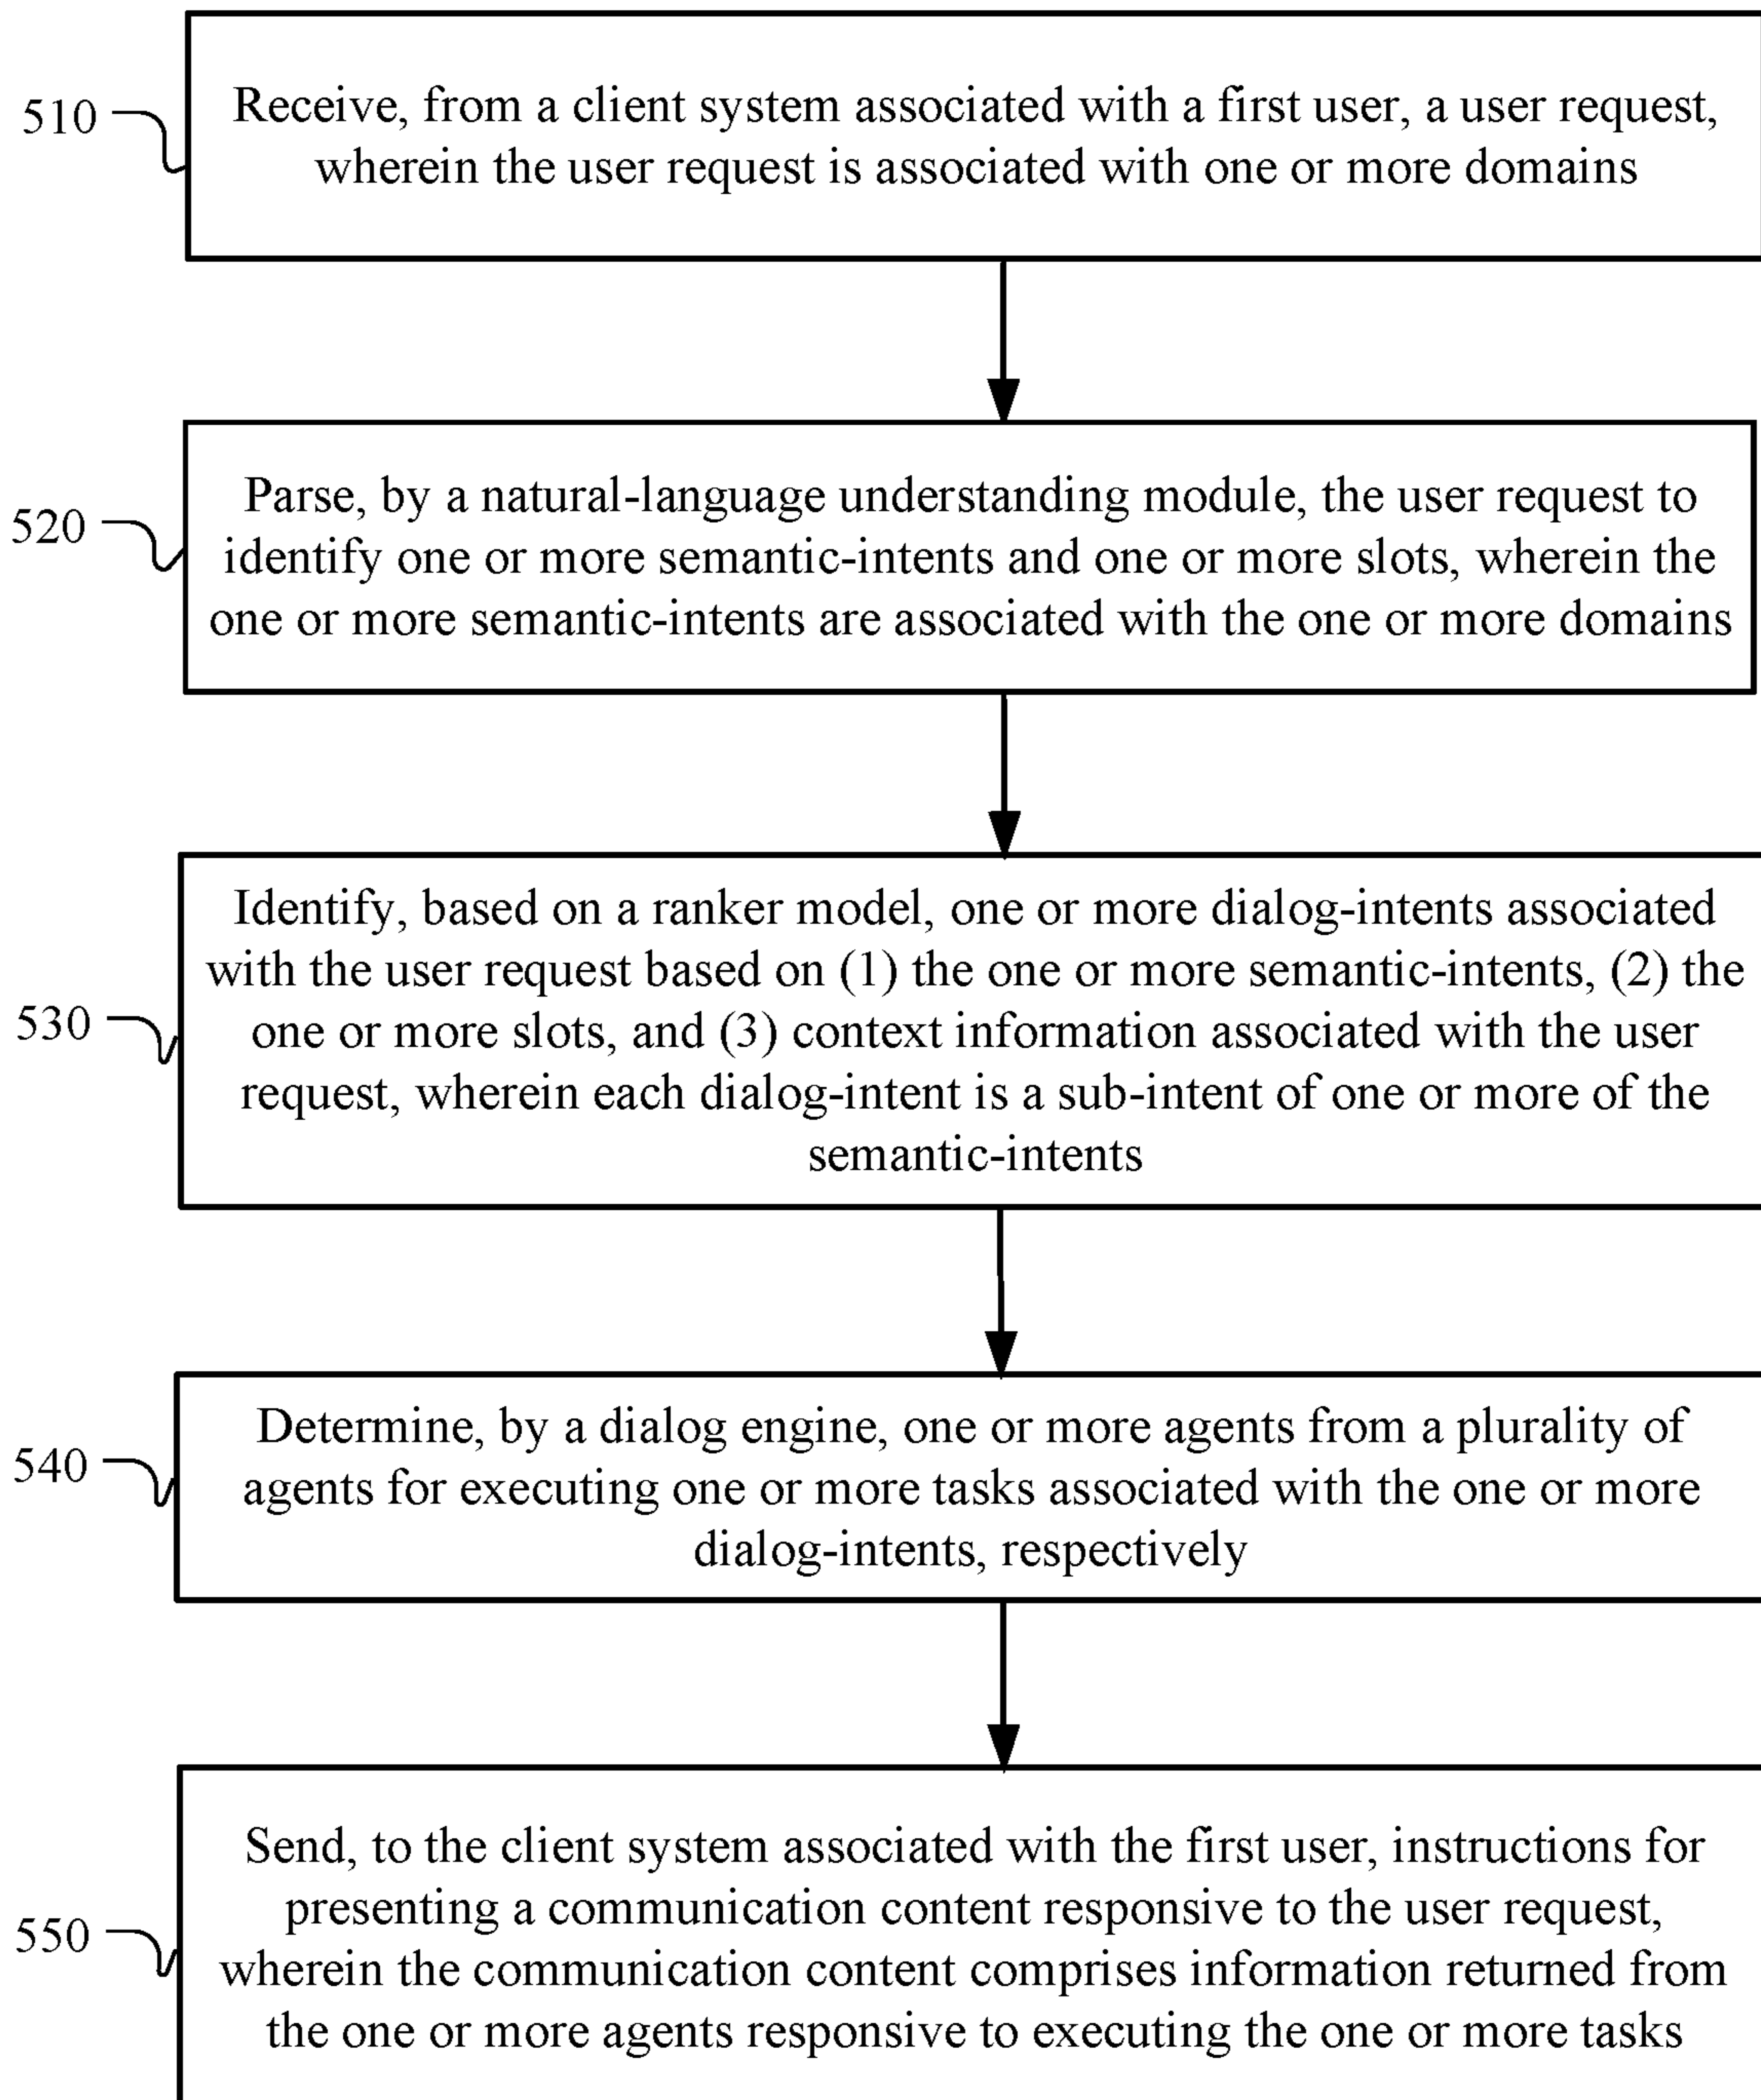 510
Receive, from a client system associated with a first user, a user request,
wherein the user request is associated with one or more domains
520
Parse, by a natural-language understanding module, the user request to
identify one or more semantic-intents and one or more slots, wherein the
one or more semantic-intents are associated with the one or more domains
530
Identify, based on a ranker model, one or more dialog-intents associated
with the user request based on (1) the one or more semantic-intents, (2) the
one or more slots, and (3) context information associated with the user
request, wherein each dialog-intent is a sub-intent of one or more of the
semantic-intents
540
Determine, by a dialog engine, one or more agents from a plurality of
agents for executing one or more tasks associated with the one or more
dialog-intents, respectively
550
Send, to the client system associated with the first user, instructions for
presenting a communication content responsive to the user request,
wherein the communication content comprises information returned from
the one or more agents responsive to executing the one or more tasks